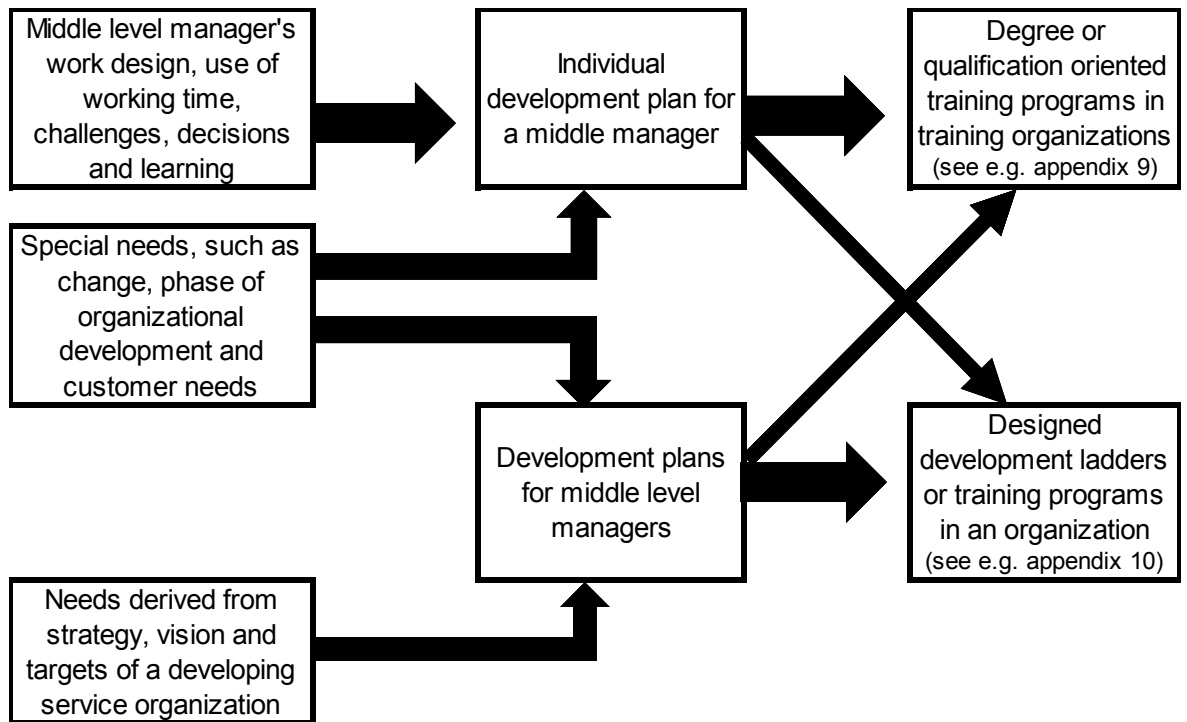 Middle level manager's
work design, use of
working time,
challenges, decisions
and learning
Individual
development plan for
a middle manager
Degree or
qualification oriented
training programs in
training organizations
(see e.g. appendix 9)
Special needs, such as
change, phase of
organizational
development and
customer needs
Development plans
for middle level
managers
Designed
development ladders
or training programs
in an organization
(see e.g. appendix 10)
Needs derived from
strategy, vision and
targets of a developing
service organization